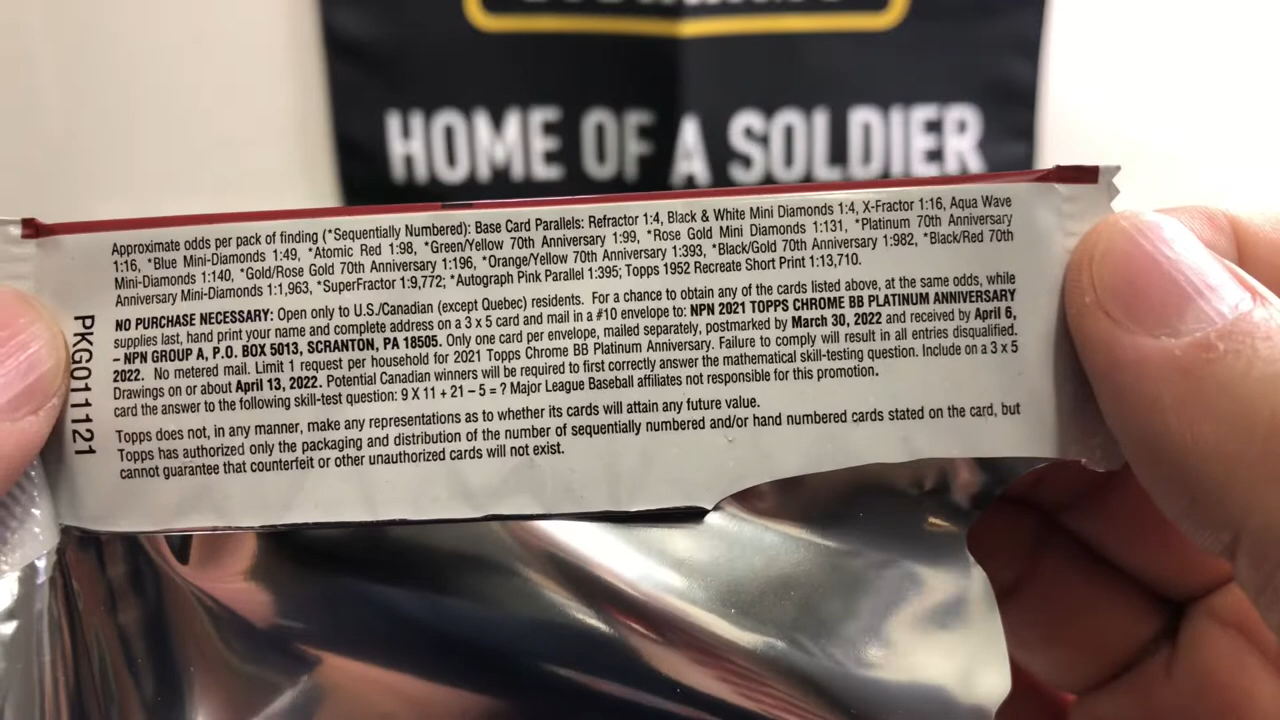 HOME OF A SOLDIER
Approximate odds per pack of finding (*Sequentially Numbered): Base Card Parallels: Refractor 1:4, Black & White Mini Diamonds 1:4, X-Fractor 1:16, Aqua Wave
1:16, *Blue Mini-Diamonds 1:49, *Atomic Red 1:98, *Green/Yellow 70th Anniversary 1:99, *Rose Gold Mini Diamonds 1:131, *Platinum 70th Anniversary
Mini-Diamonds 1:140, *Gold/Rose Gold 70th Anniversary 1:196, *Orange/Yellow 70th Anniversary 1:393, *Black/Gold 70th Anniversary 1:982, *Black/Red 70th
Anniversary Mini-Diamonds 1:1,963, *SuperFractor 1:9,772; *Autograph Pink Parallel 1:395; Topps 1952 Recreate Short Print 1:13,710.
NO PURCHASE NECESSARY: Open only to U.S./Canadian (except Quebec) residents. For a chance to obtain any of the cards listed above, at the same odds, while
supplies last, hand print your name and complete address on a 3 x 5 card and mail in a #10 envelope to: NPN 2021 TOPPS CHROME BB PLATINUM ANNIVERSARY
– NPN GROUP A, P.O. BOX 5013, SCRANTON, PA 18505. Only one card per envelope, mailed separately, postmarked by March 30, 2022 and received by April 6,
2022. No metered mail. Limit 1 request per household for 2021 Topps Chrome BB Platinum Anniversary. Failure to comply will result in all entries disqualified.
Drawings on or about April 13, 2022. Potential Canadian winners will be required to first correctly answer the mathematical skill-testing question. Include on a 3 x 5
card the answer to the following skill-test question: 9 X 11 + 21 – 5 = ? Major League Baseball affiliates not responsible for this promotion.
Topps does not, in any manner, make any representations as to whether its cards will attain any future value.
Topps has authorized only the packaging and distribution of the number of sequentially numbered and/or hand numbered cards stated on the card, but
cannot guarantee that counterfeit or other unauthorized cards will not exist.
PKG011121